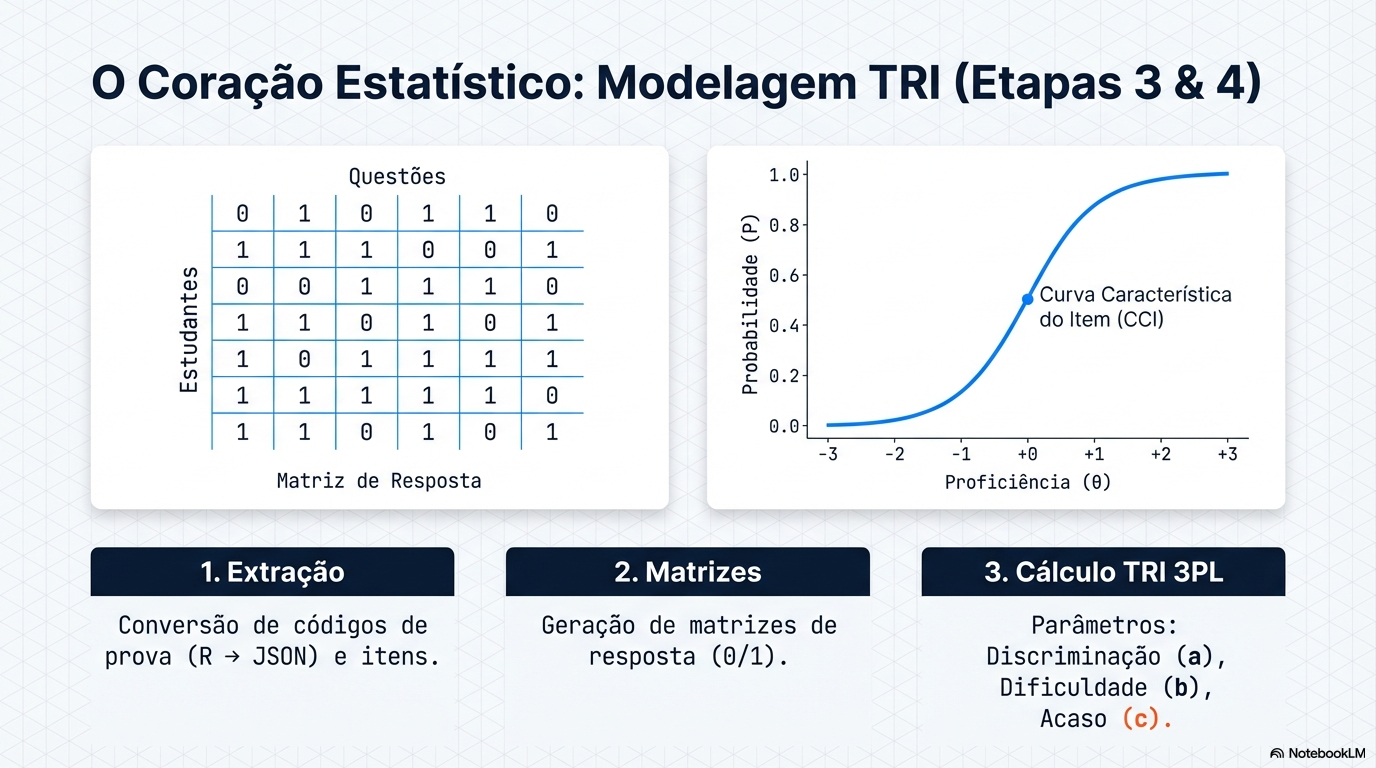 O Coração Estatístico: Modelagem TRI (Etapas 3 & 4)
Questões
Estudantes
0 1 0 1 1 0
1 1 1 0 0 1
0 0 1 1 1 0
1 1 0 1 0 1
1 0 1 1 1 1
1 1 1 1 1 0
1 1 0 1 0 1
Matriz de Resposta
Probabilidade (P)
1.0
0.8
0.6
0.4
0.2
0.0
Curva Característica
do Item (CCI)
-3 -2 -1 +0 +1 +2 +3
Proficiência (θ)
1. Extração
Conversão de códigos de
prova (R → JSON) e itens.
2. Matrizes
Geração de matrizes de
resposta (0/1).
3. Cálculo TRI 3PL
Parâmetros:
Discriminação (a),
Dificuldade (b),
Acaso (c).
NotebookLM